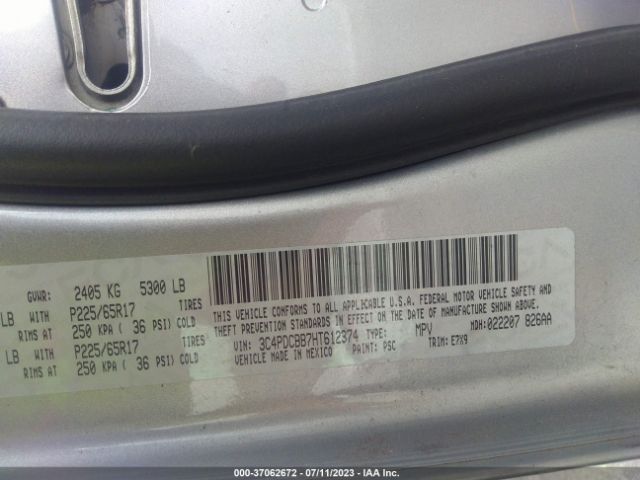 GVWR: 2405 KG 5300 LB
LB WITH P225/65R17 TIRES
RIMS AT 250 KPA ( 36 PSI) COLD
LB WITH P225/65R17 TIRES
RIMS AT 250 KPA ( 36 PSI) COLD
THIS VEHICLE CONFORMS TO ALL APPLICABLE U.S.A. FEDERAL MOTOR VEHICLE SAFETY AND
THEFT PREVENTION STANDARDS IN EFFECT ON THE DATE OF MANUFACTURE SHOWN ABOVE.
VIN: 3C4PDCBB7HT612374 TYPE: MPV MDH:022207 826AA
VEHICLE MADE IN MEXICO PAINT: PSC TRIM: E7X9
000-37062672 - 07/11/2023 - IAA Inc.